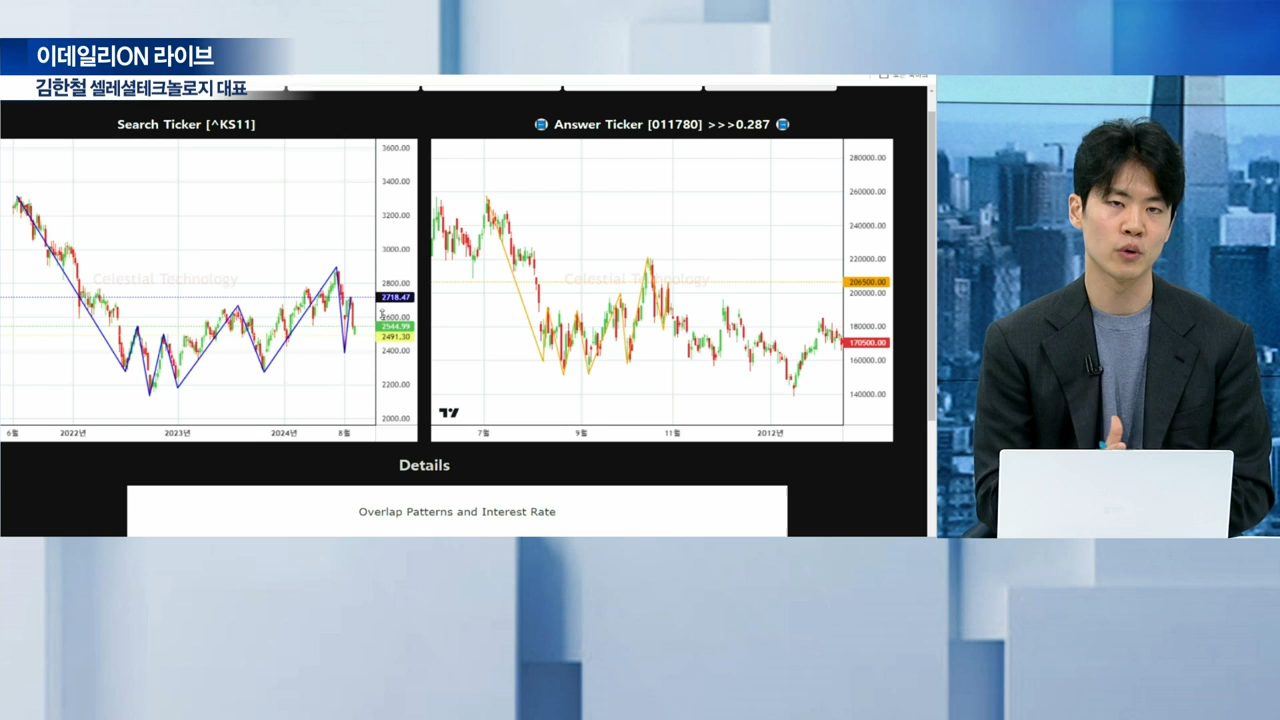 이데일리ON 라이브
김한철 셀레셜테크놀로지 대표
Search Ticker [^KS11]
Answer Ticker [011780] >>>0.287
3600.00
3400.00
3200.00
3000.00
2800.00
2718.47
2600.00
2544.99
2491.30
2400.00
2200.00
2000.00
Celestial Technology
6월 2022년 2023년 2024년 8월
280000.00
260000.00
240000.00
220000.00
206500.00
200000.00
180000.00
170500.00
160000.00
140000.00
Celestial Technology
7월 9월 11월 2012년
Details
Overlap Patterns and Interest Rate